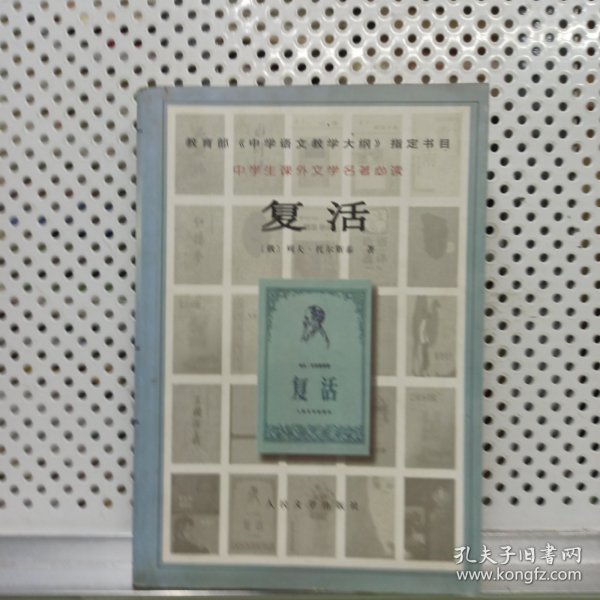 教育部《中学语文教学大纲》指定书目
中学生课外文学名著必读
复活
〔俄〕列夫·托尔斯泰 著
复活
人民文学出版社
复活
孔夫子旧书网
www.kongfz.com